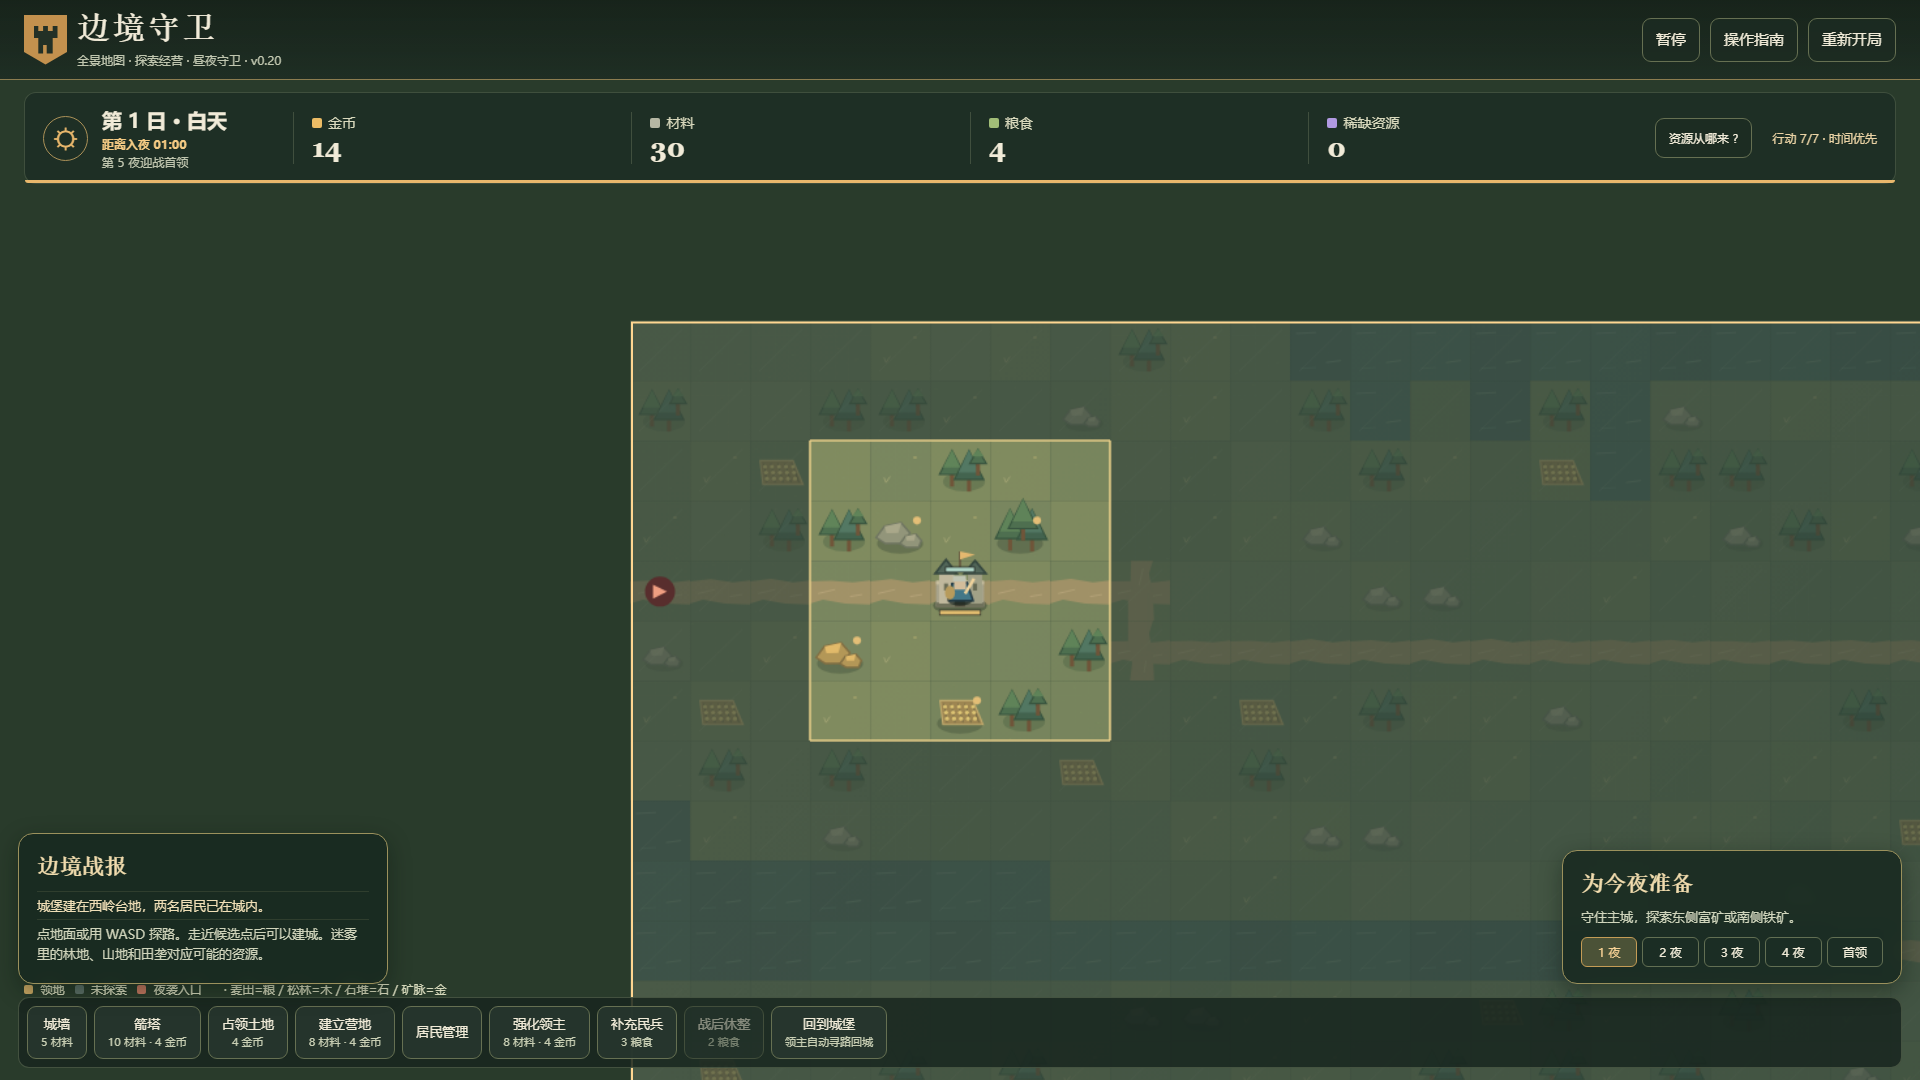 边境守卫
全景地图 · 探索经营 · 昼夜守卫 · v0.20
暂停
操作指南
重新开局
第 1 日 · 白天
距离入夜 01:00
第 5 夜迎战首领
金币
14
材料
30
粮食
4
稀缺资源
0
资源从哪来？
行动 7/7 · 时间优先
边境战报
城堡建在西岭台地，两名居民已在城内。
点地面或用 WASD 探路。走近候选点后可以建城。迷雾
里的林地、山地和田垄对应可能的资源。
为今夜准备
守住主城，探索东侧富矿或南侧铁矿。
1 夜
2 夜
3 夜
4 夜
首领
领地 未探索 夜袭入口 · 麦田=粮 / 松林=木 / 石堆=石 / 矿脉=金
城墙
5 材料
箭塔
10 材料 · 4 金币
占领土地
4 金币
建立营地
8 材料 · 4 金币
居民管理
强化领主
8 材料 · 4 金币
补充民兵
3 粮食
战后休整
2 粮食
回到城堡
领主自动寻路回城